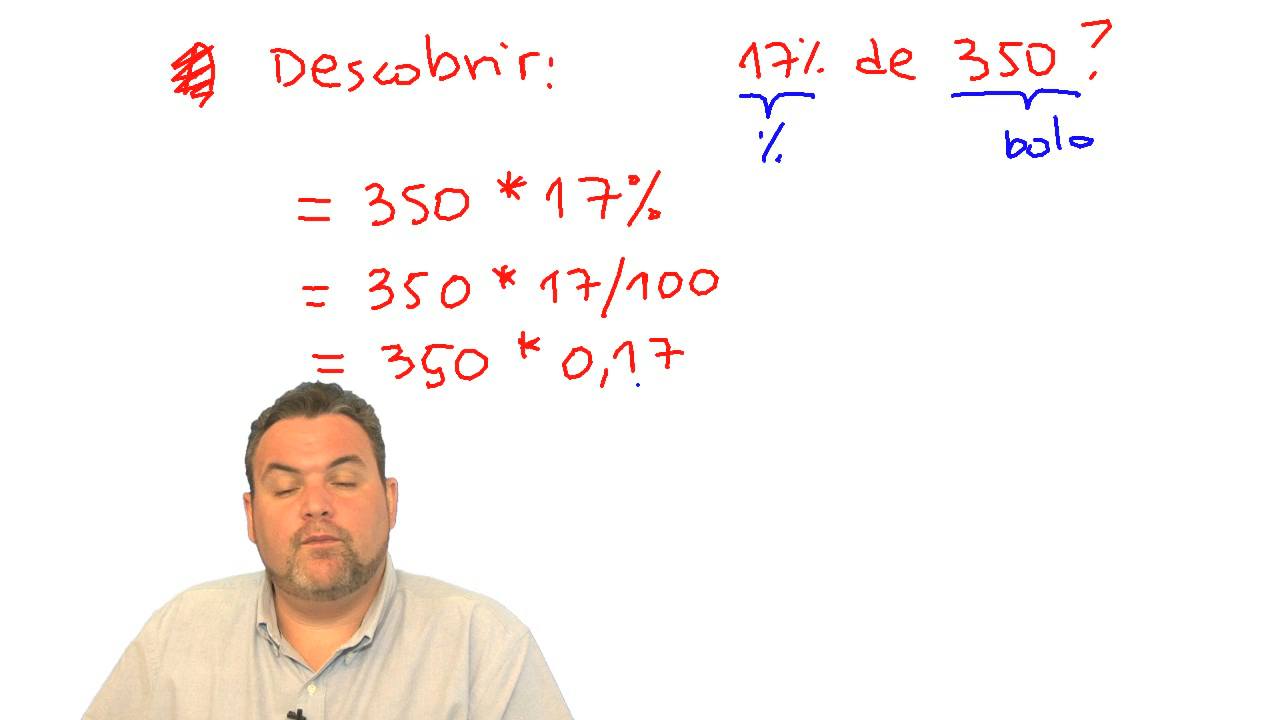 Descobrir: 17% de 350?
% bolo
= 350 * 17%
= 350 * 17/100
= 350 * 0,17